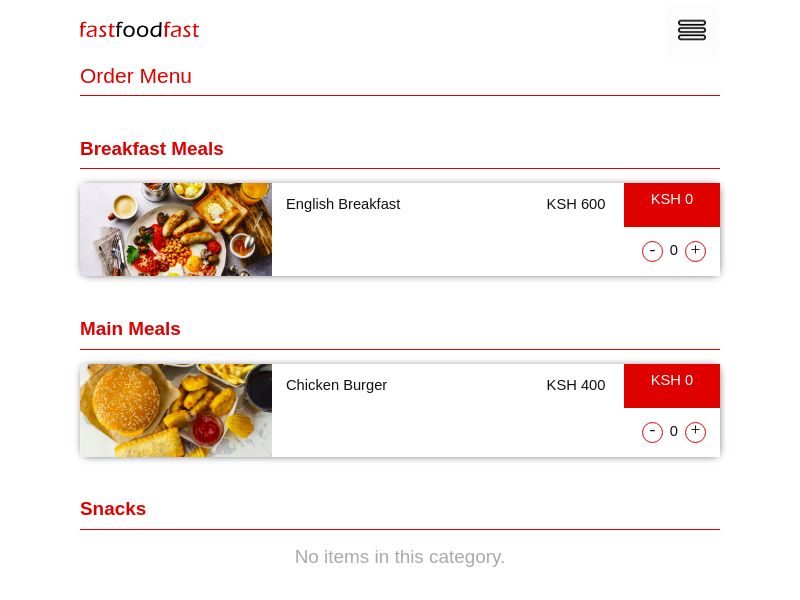 fastfoodfast
Order Menu
Breakfast Meals
English Breakfast KSH 600 KSH 0
- 0 +
Main Meals
Chicken Burger KSH 400 KSH 0
- 0 +
Snacks
No items in this category.